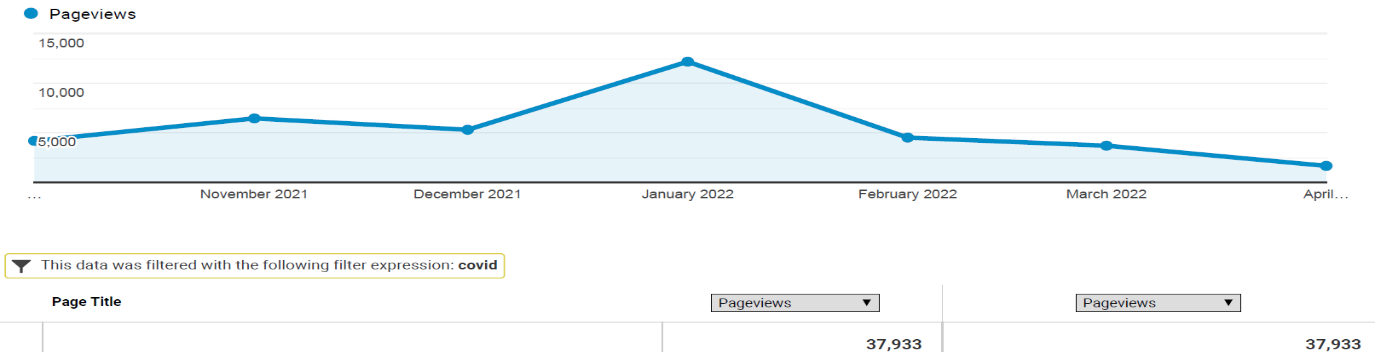 Pageviews
15,000
10,000
5,000
... November 2021 December 2021 January 2022 February 2022 March 2022 April...
This data was filtered with the following filter expression: covid
Page Title Pageviews Pageviews
37,933 37,933